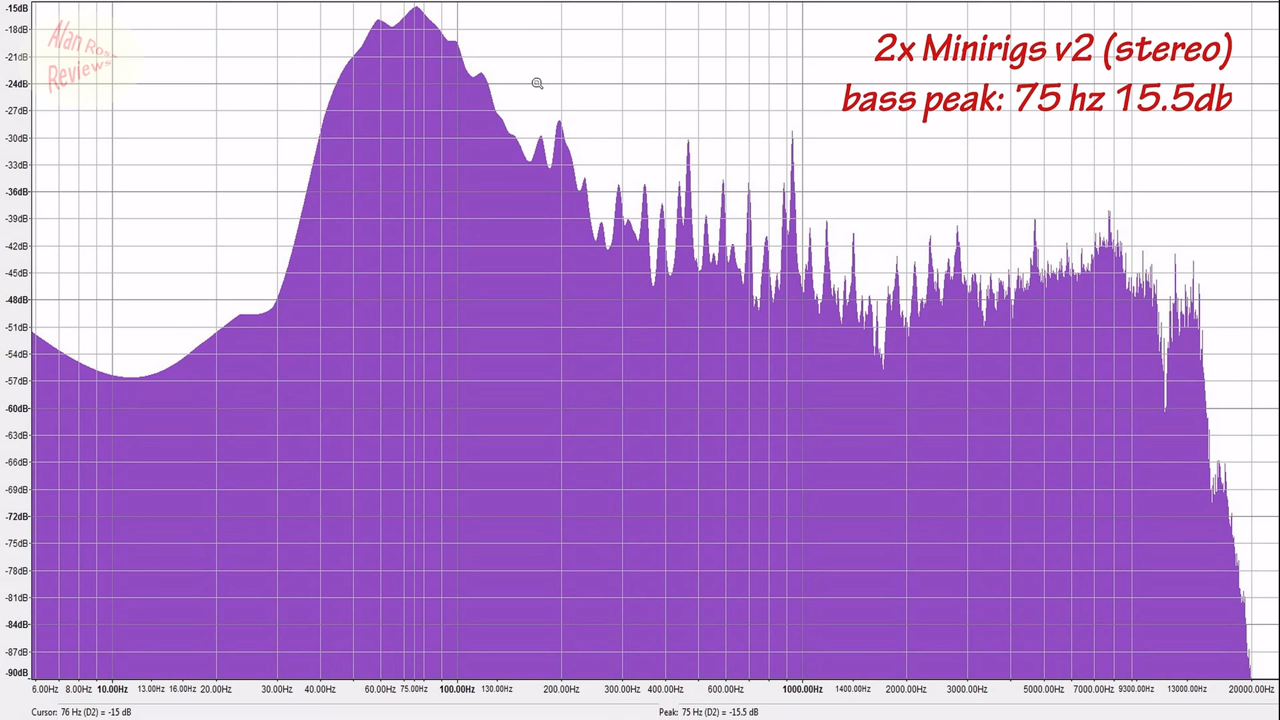 Alan Ross
Reviews
2x Minirigs v2 (stereo)
bass peak: 75 hz 15.5db
-15dB
-18dB
-21dB
-24dB
-27dB
-30dB
-33dB
-36dB
-39dB
-42dB
-45dB
-48dB
-51dB
-54dB
-57dB
-60dB
-63dB
-66dB
-69dB
-72dB
-75dB
-78dB
-81dB
-84dB
-87dB
-90dB
6.00Hz 8.00Hz 10.00Hz 13.00Hz 16.00Hz 20.00Hz 30.00Hz 40.00Hz 60.00Hz 75.00Hz 100.00Hz 130.00Hz 200.00Hz 300.00Hz 400.00Hz 600.00Hz 1000.00Hz 1400.00Hz 2000.00Hz 3000.00Hz 5000.00Hz 7000.00Hz 9300.00Hz 13000.00Hz 20000.00Hz
Cursor: 76 Hz (D2) = -15 dB Peak: 75 Hz (D2) = -15.5 dB